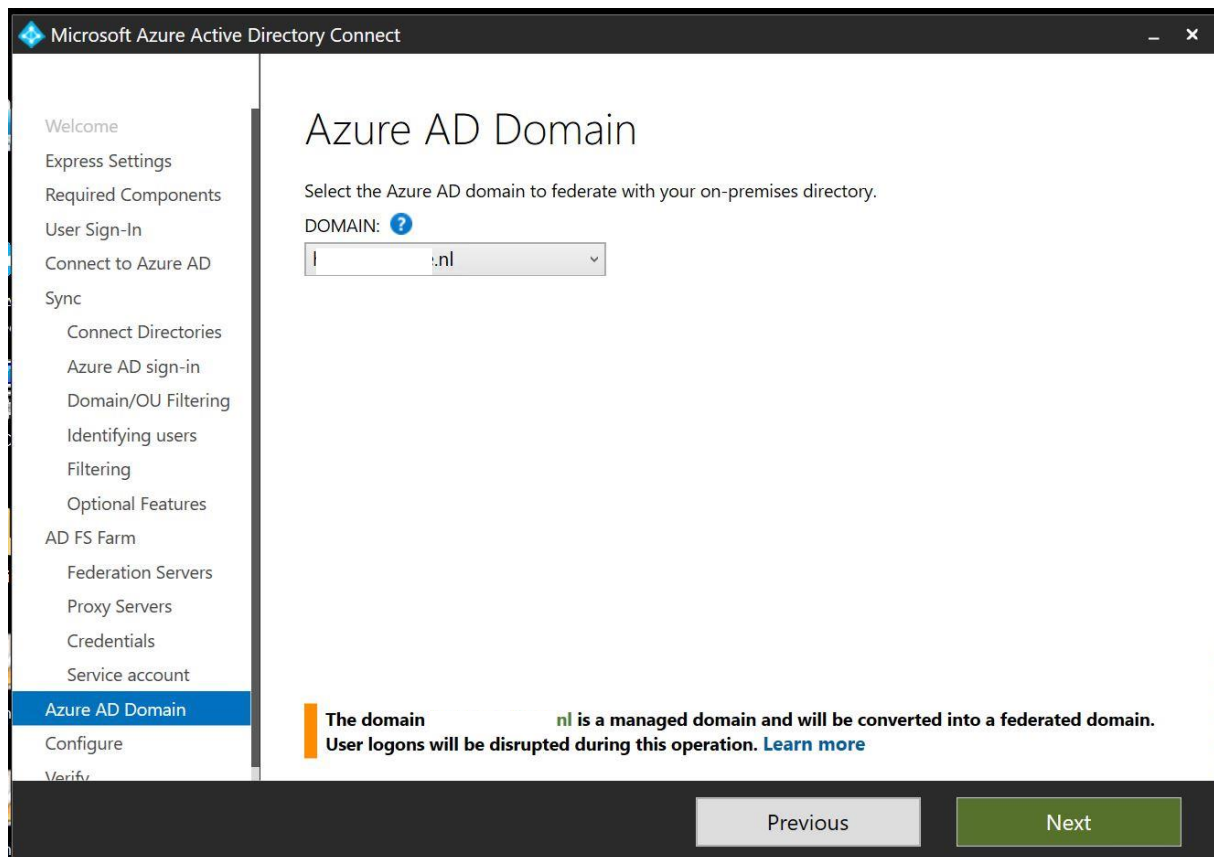 Microsoft Azure Active Directory Connect
Welcome
Express Settings
Required Components
User Sign-In
Connect to Azure AD
Sync
Connect Directories
Azure AD sign-in
Domain/OU Filtering
Identifying users
Filtering
Optional Features
AD FS Farm
Federation Servers
Proxy Servers
Credentials
Service account
Azure AD Domain
Configure
Verify
Azure AD Domain
Select the Azure AD domain to federate with your on-premises directory.
DOMAIN: ?
.nl
The domain nl is a managed domain and will be converted into a federated domain.
User logons will be disrupted during this operation. Learn more
Previous
Next